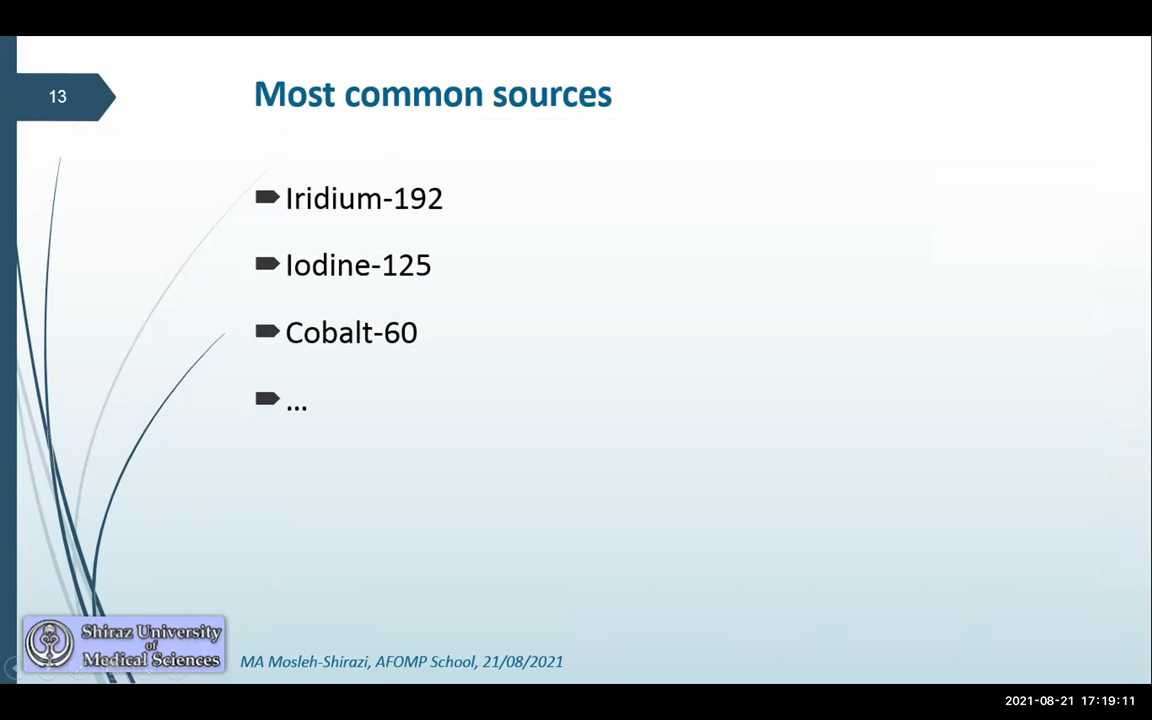 13
Most common sources
Iridium-192
Iodine-125
Cobalt-60
...
Shiraz University
of
Medical Sciences
MA Mosleh-Shirazi, AFOMP School, 21/08/2021
2021-08-21 17:19:11